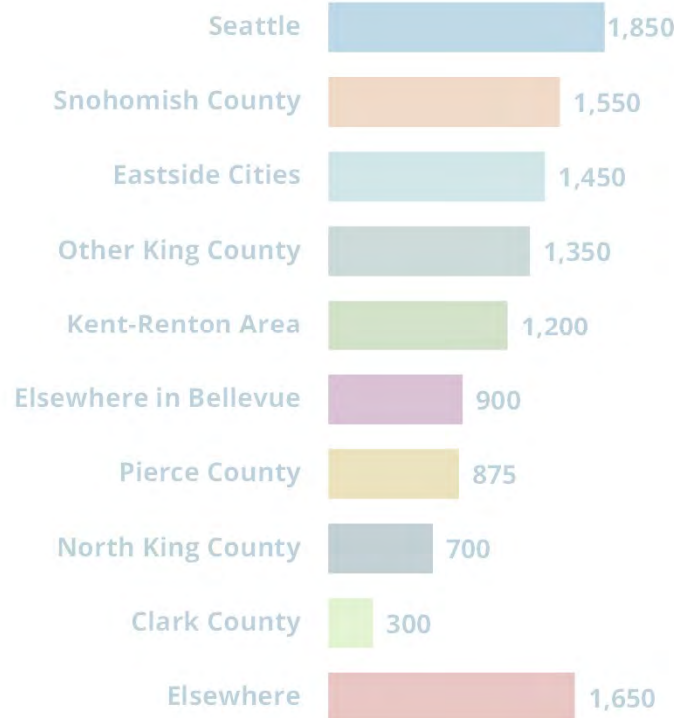 Seattle 1,850
Snohomish County 1,550
Eastside Cities 1,450
Other King County 1,350
Kent-Renton Area 1,200
Elsewhere in Bellevue 900
Pierce County 875
North King County 700
Clark County 300
Elsewhere 1,650